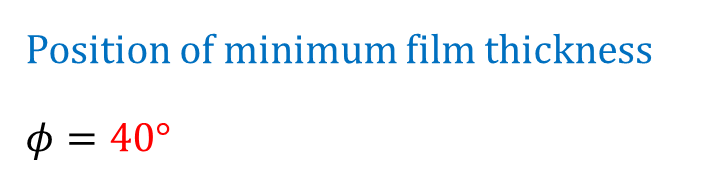 Position of minimum film thickness
𝜙 = 40°